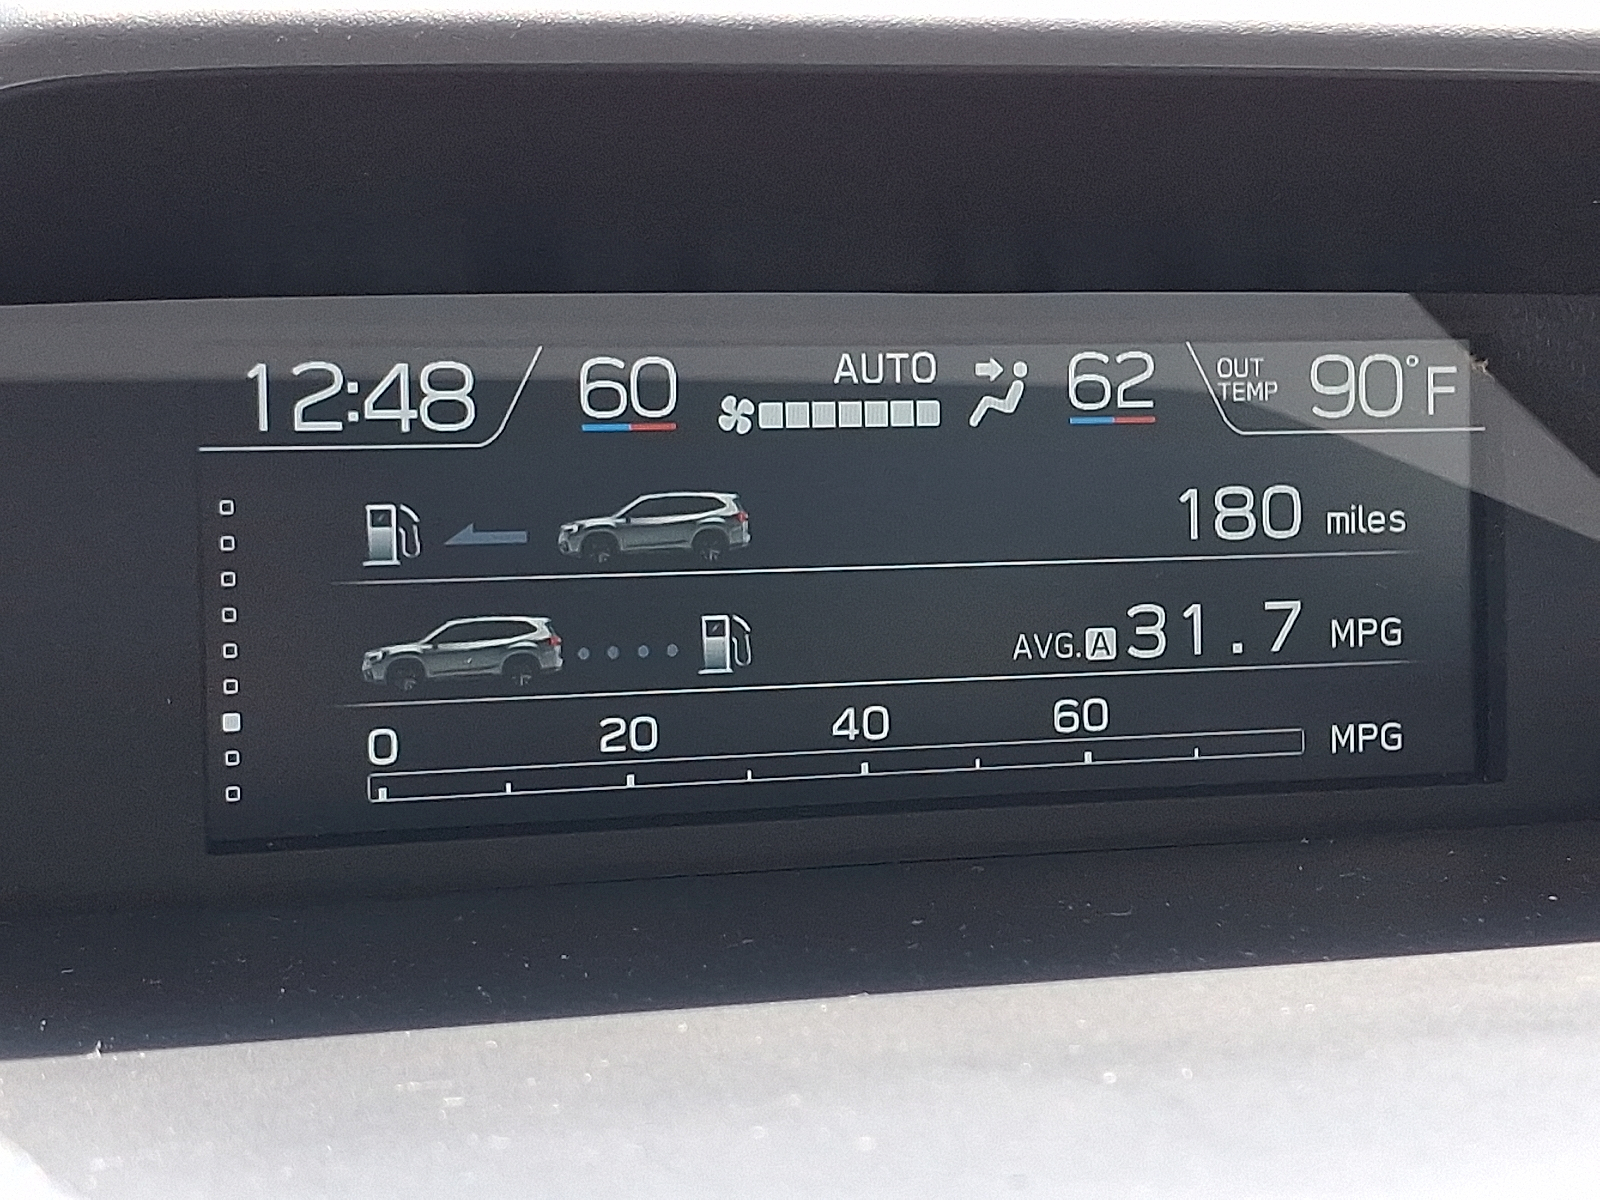 12:48 60 AUTO 62 OUT TEMP 90°F
180 miles
AVG. A 31.7 MPG
0 20 40 60 MPG